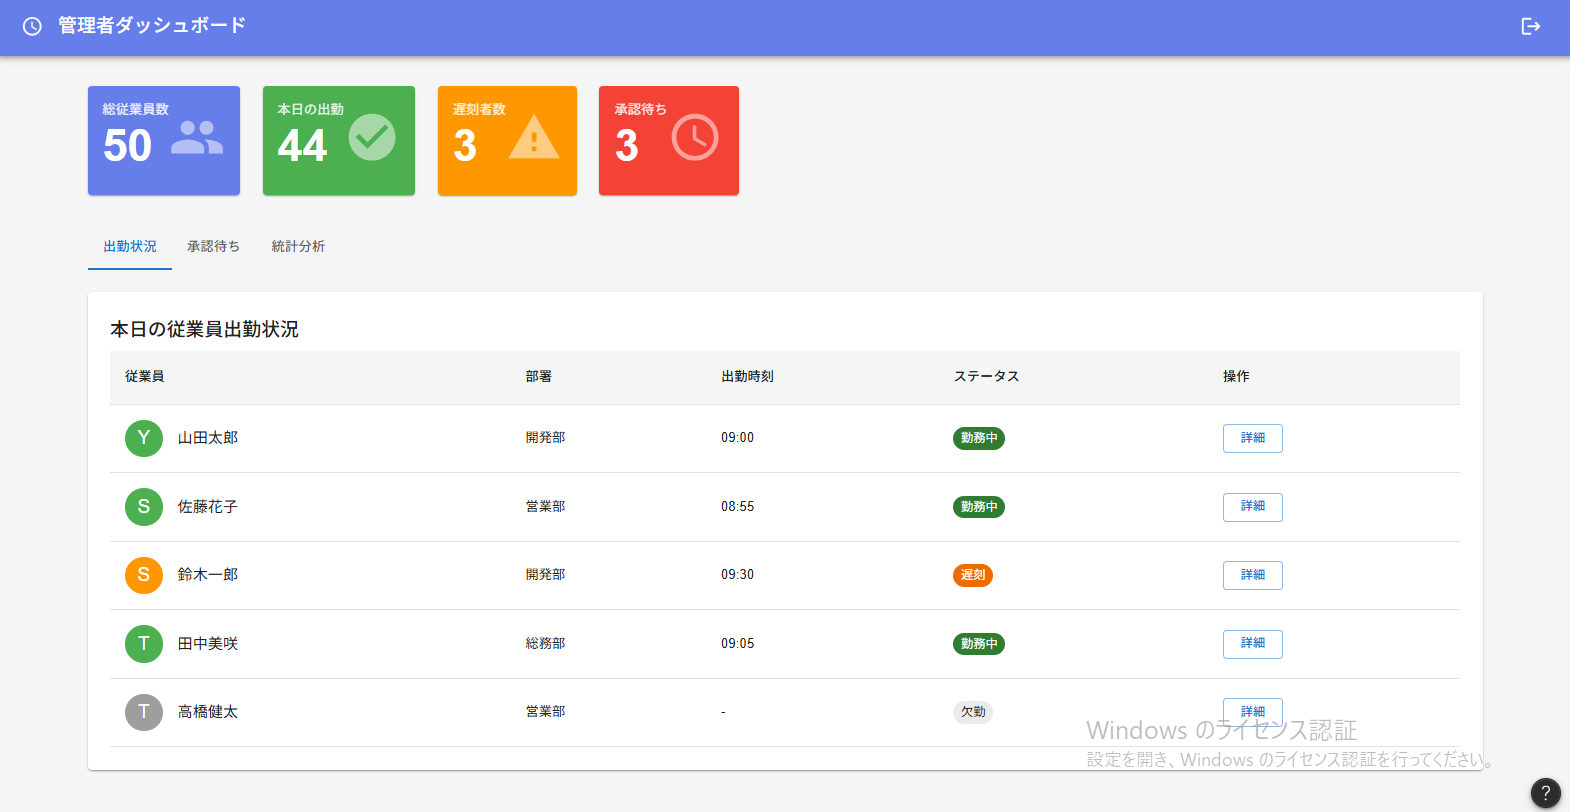 管理者ダッシュボード
総従業員数
50
本日の出勤
44
遅刻者数
3
承認待ち
3
出勤状況 承認待ち 統計分析
本日の従業員出勤状況
従業員 部署 出勤時刻 ステータス 操作
Y 山田太郎 開発部 09:00 勤務中 詳細
S 佐藤花子 営業部 08:55 勤務中 詳細
S 鈴木一郎 開発部 09:30 遅刻 詳細
T 田中美咲 総務部 09:05 勤務中 詳細
T 高橋健太 営業部 - 欠勤 詳細
Windows のライセンス認証
設定を開き、Windows のライセンス認証を行ってください。
?